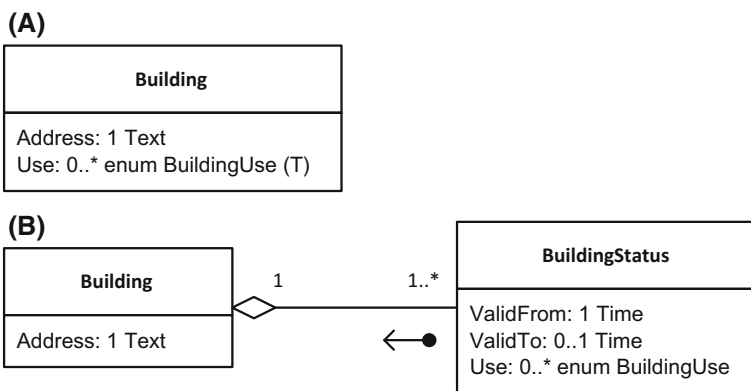 (A)
Building
Address: 1 Text
Use: 0..* enum BuildingUse (T)
(B)
Building
1
1..*
BuildingStatus
Address: 1 Text
ValidFrom: 1 Time
ValidTo: 0..1 Time
Use: 0..* enum BuildingUse